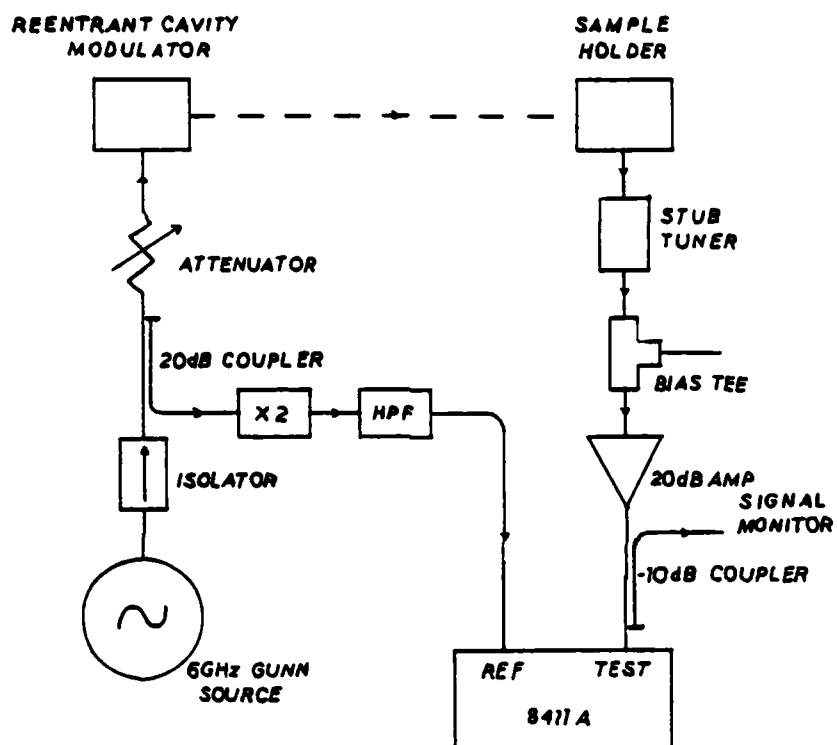 REENTRANT CAVITY
MODULATOR
SAMPLE
HOLDER
STUB
TUNER
ATTENUATOR
20dB COUPLER
BIAS TEE
X2
HPF
ISOLATOR
20dB AMP
SIGNAL
MONITOR
-10dB COUPLER
6GHz GUNN
SOURCE
REF
TEST
8411A